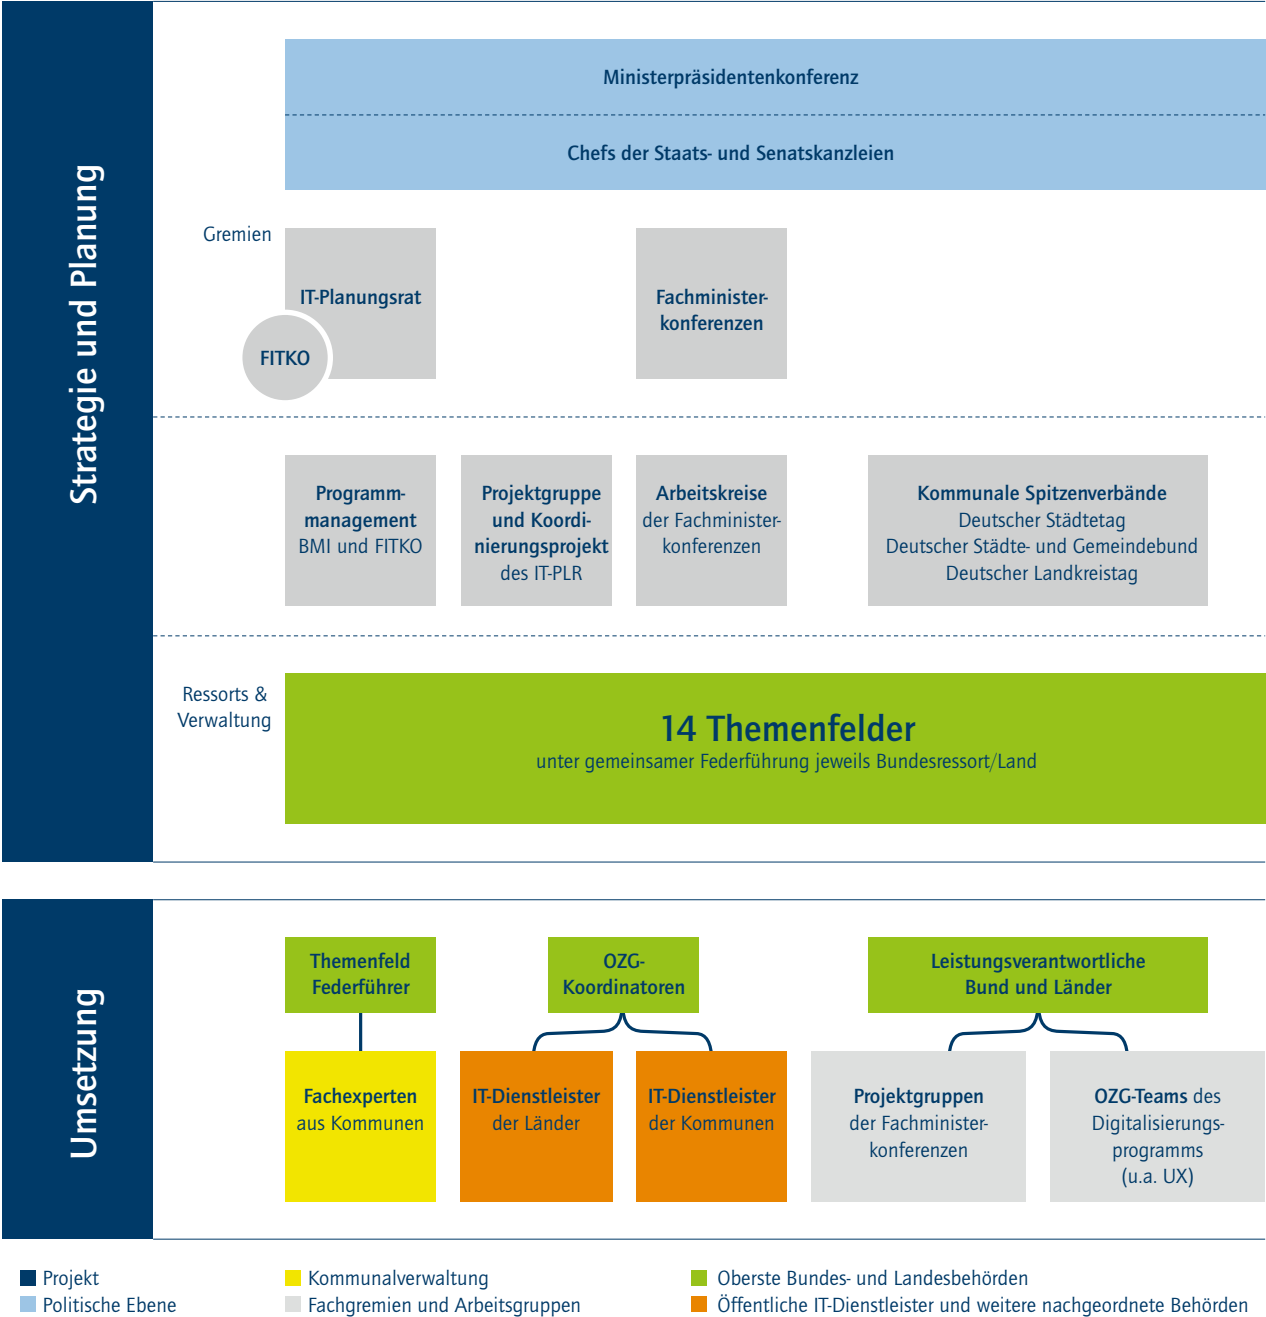 Strategie und Planung
Ministerpräsidentenkonferenz
Chefs der Staats- und Senatskanzleien
Gremien
IT-Planungsrat
FITKO
Fachminister-
konferenzen
Programm-
management
BMI und FITKO
Projektgruppe
und Koordi-
nierungsprojekt
des IT-PLR
Arbeitskreise
der Fachminister-
konferenzen
Kommunale Spitzenverbände
Deutscher Städtetag
Deutscher Städte- und Gemeindebund
Deutscher Landkreistag
Ressorts &
Verwaltung
14 Themenfelder
unter gemeinsamer Federführung jeweils Bundesressort/Land
Umsetzung
Themenfeld
Federführer
OZG-
Koordinatoren
Leistungsverantwortliche
Bund und Länder
Fachexperten
aus Kommunen
IT-Dienstleister
der Länder
IT-Dienstleister
der Kommunen
Projektgruppen
der Fachminister-
konferenzen
OZG-Teams des
Digitalisierungs-
programms
(u.a. UX)
Projekt
Politische Ebene
Kommunalverwaltung
Fachgremien und Arbeitsgruppen
Oberste Bundes- und Landesbehörden
Öffentliche IT-Dienstleister und weitere nachgeordnete Behörden